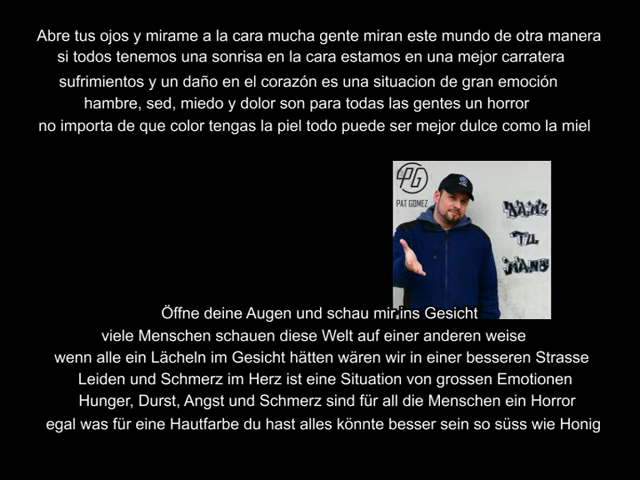 Abre tus ojos y mirame a la cara mucha gente miran este mundo de otra manera
si todos tenemos una sonrisa en la cara estamos en una mejor carratera
sufrimientos y un daño en el corazón es una situacion de gran emoción
hambre, sed, miedo y dolor son para todas las gentes un horror
no importa de que color tengas la piel todo puede ser mejor dulce como la miel
PG
PAT GOMEZ
DAME
TU
MANO
Öffne deine Augen und schau mir ins Gesicht
viele Menschen schauen diese Welt auf einer anderen weise
wenn alle ein Lächeln im Gesicht hätten wären wir in einer besseren Strasse
Leiden und Schmerz im Herz ist eine Situation von grossen Emotionen
Hunger, Durst, Angst und Schmerz sind für all die Menschen ein Horror
egal was für eine Hautfarbe du hast alles könnte besser sein so süss wie Honig